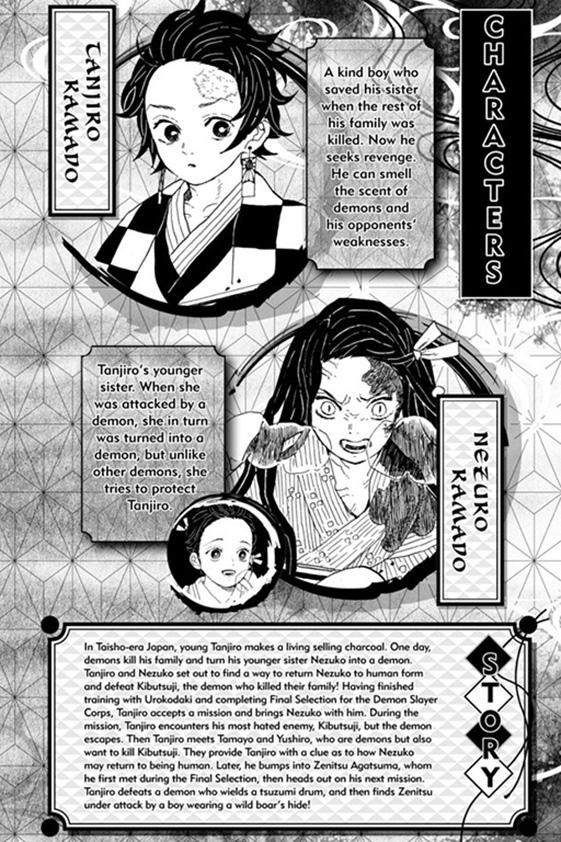 CHARACTERS
TANJIRO
KAMADO
A kind boy who
saved his sister
when the rest of
his family was
killed. Now he
seeks revenge.
He can smell
the scent of
demons and
his opponents'
weaknesses.
Tanjiro's younger
sister. When she
was attacked by a
demon, she in turn
was turned into a
demon, but unlike
other demons, she
tries to protect
Tanjiro.
NEZUKO
KAMADO
STORY
In Taisho-era Japan, young Tanjiro makes a living selling charcoal. One day,
demons kill his family and turn his younger sister Nezuko into a demon.
Tanjiro and Nezuko set out to find a way to return Nezuko to human form
and defeat Kibutsuji, the demon who killed their family! Having finished
training with Urokodaki and completing Final Selection for the Demon Slayer
Corps, Tanjiro accepts a mission and brings Nezuko with him. During the
mission, Tanjiro encounters his most hated enemy, Kibutsuji, but the demon
escapes. Then Tanjiro meets Tamayo and Yushiro, who are demons but also
want to kill Kibutsuji. They provide Tanjiro with a clue as to how Nezuko
may return to being human. Later, he bumps into Zenitsu Agatsuma, whom
he first met during the Final Selection, then heads out on his next mission.
Tanjiro defeats a demon who wields a tsuzumi drum, and then finds Zenitsu
under attack by a boy wearing a wild boar's hide!